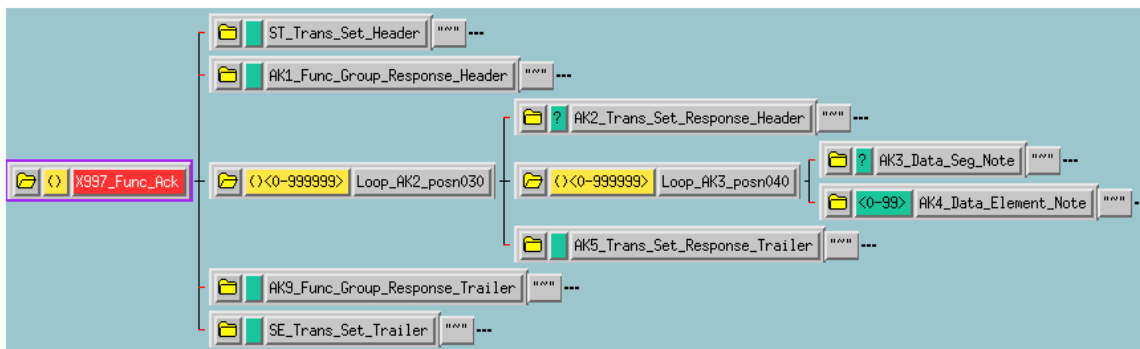 ST_Trans_Set_Header "~" ---
AK1_Func_Group_Response_Header "~" ---
? AK2_Trans_Set_Response_Header "~" ---
() X997_Func_Ack
()<0-999999> Loop_AK2_posn030
()<0-999999> Loop_AK3_posn040
? AK3_Data_Seg_Note "~" ---
<0-99> AK4_Data_Element_Note "~" --
AK5_Trans_Set_Response_Trailer "~" ---
AK9_Func_Group_Response_Trailer "~" ---
SE_Trans_Set_Trailer "~" ---